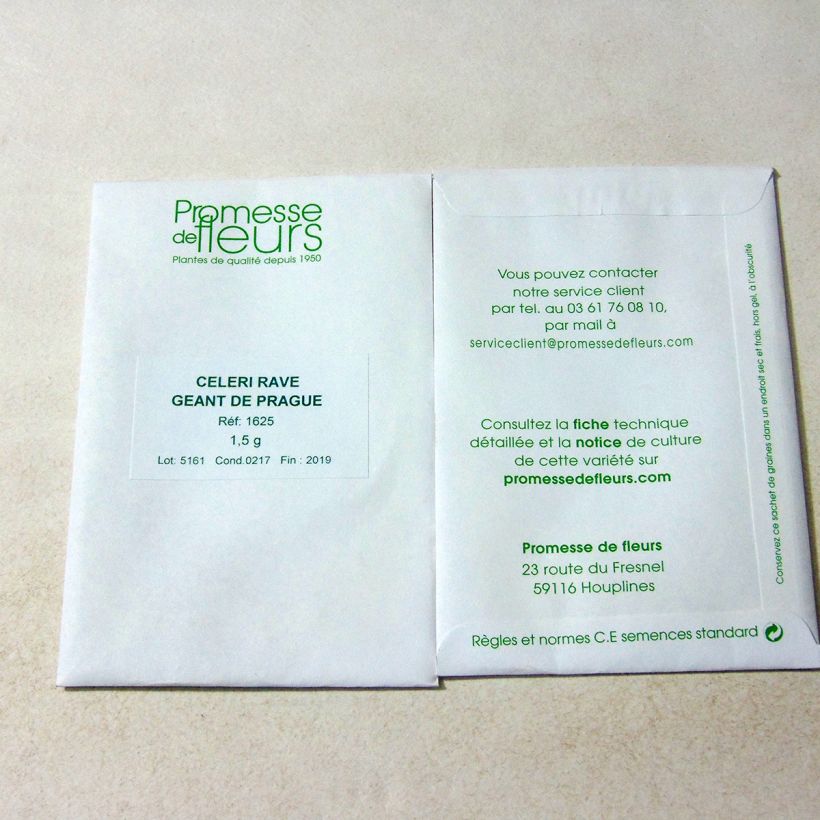 Promesse
de fleurs
Plantes de qualité depuis 1950
CELERI RAVE
GEANT DE PRAGUE
Réf: 1625
1,5 g
Lot: 5161 Cond.0217 Fin : 2019
Vous pouvez contacter
notre service client
par tel. au 03 61 76 08 10,
par mail à
serviceclient@promessedefleurs.com
Consultez la fiche technique
détaillée et la notice de culture
de cette variété sur
promessedefleurs.com
Promesse de fleurs
23 route du Fresnel
59116 Houplines
Règles et normes C.E semences standard
Conservez ce sachet de graines dans un endroit sec et frais, hors gel, à l'obscurité